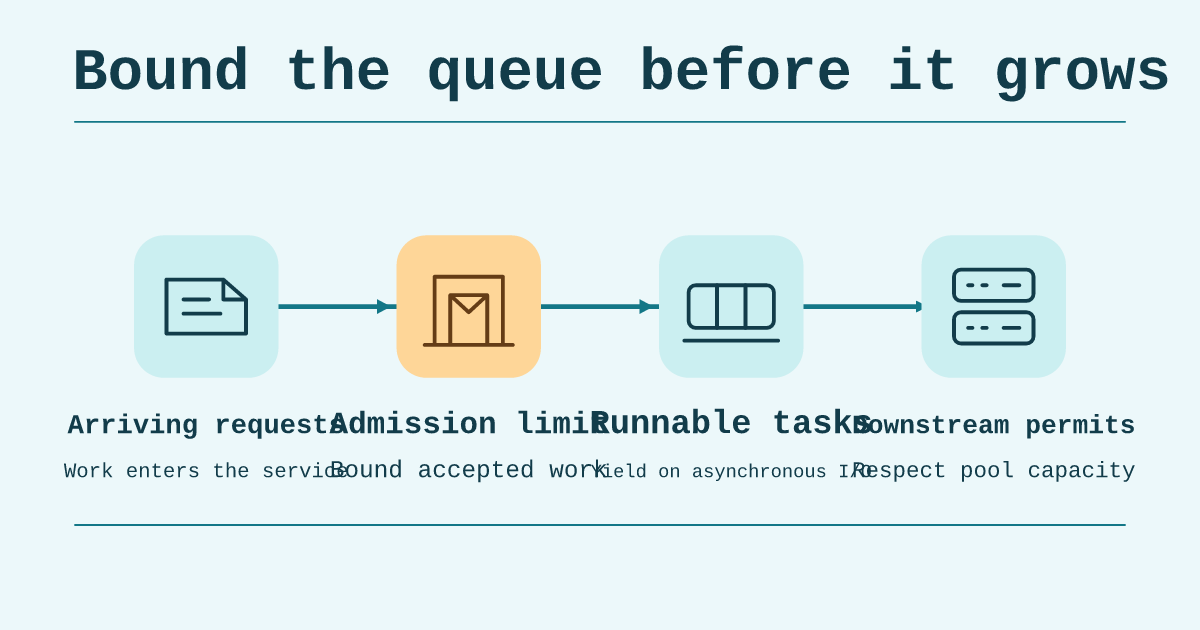 Bound the queue before it grows
Arriving requests
Admission limit
Runnable tasks
Downstream permits
Work enters the service
Bound accepted work
Yield on asynchronous I/O
Respect pool capacity